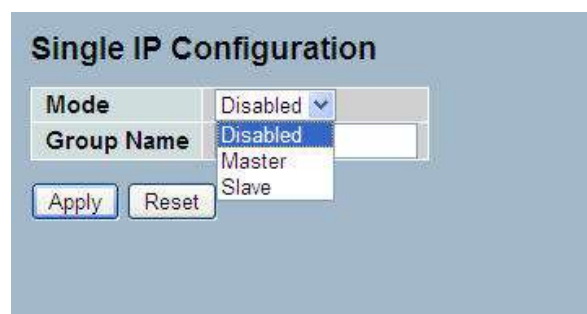 Single IP Configuration
Mode Disabled
Group Name Disabled
Master
Slave
Apply Reset